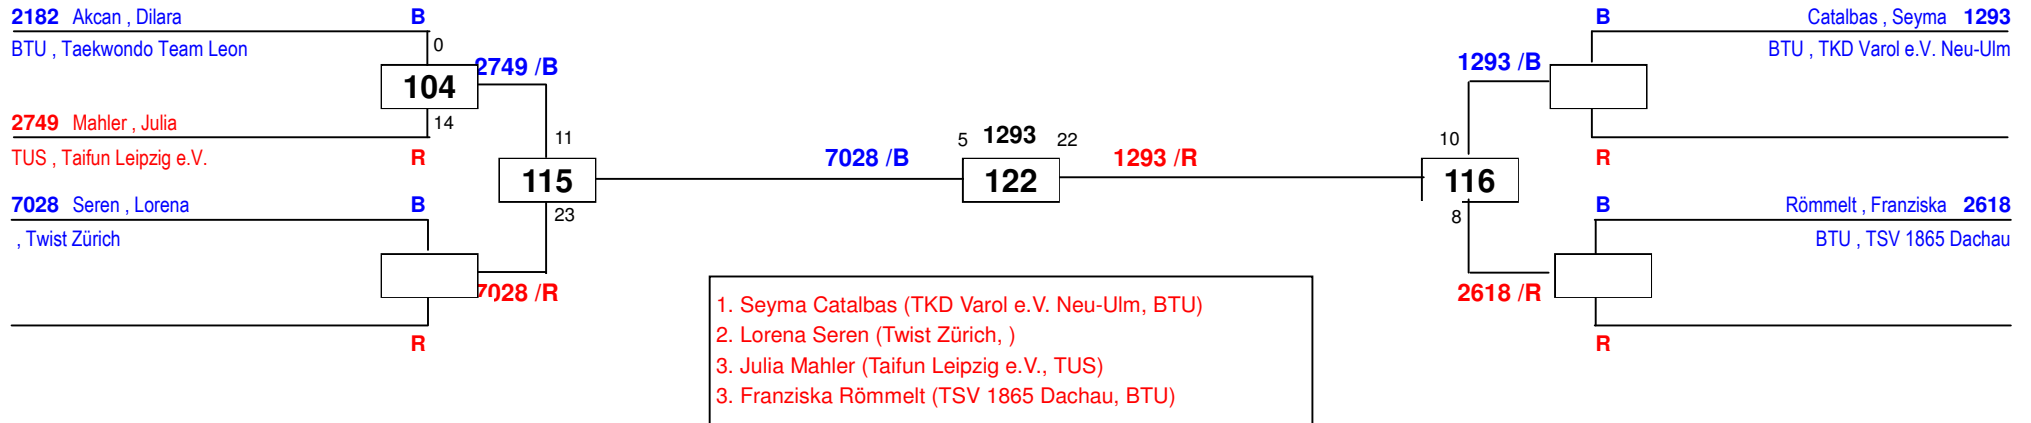 2182 Akcan , Dilara B
BTU , Taekwondo Team Leon
0
104
2749 /B
2749 Mahler , Julia
14
TUS , Taifun Leipzig e.V. R
11
115
23
7028 Seren , Lorena B
, Twist Zürich
7028 /R
R
7028 /B
5 1293 22
122
1293 /R
B Catalbas , Seyma 1293
BTU , TKD Varol e.V. Neu-Ulm
1293 /B
R
10
116
8
B Römmelt , Franziska 2618
BTU , TSV 1865 Dachau
2618 /R
R
1. Seyma Catalbas (TKD Varol e.V. Neu-Ulm, BTU)
2. Lorena Seren (Twist Zürich, )
3. Julia Mahler (Taifun Leipzig e.V., TUS)
3. Franziska Römmelt (TSV 1865 Dachau, BTU)